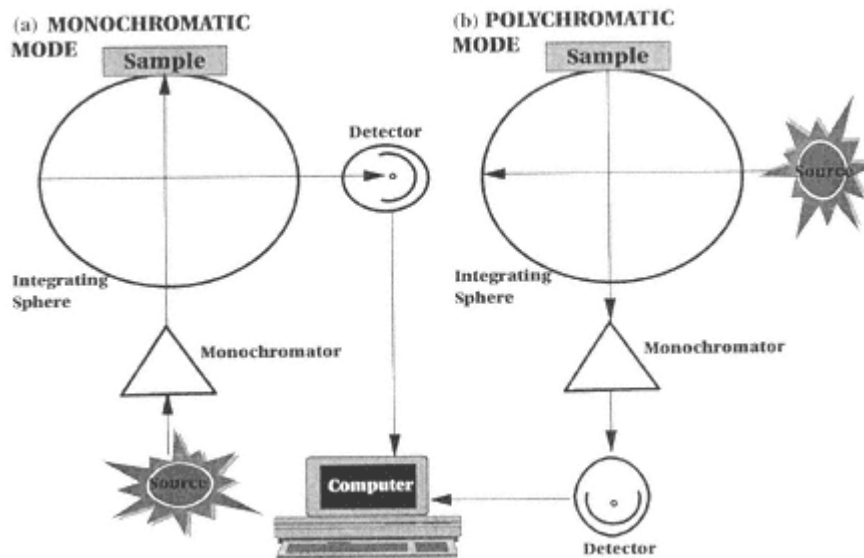 (a) MONOCHROMATIC
MODE
Sample
Detector
Integrating
Sphere
Monochromator
Source
Computer
(b) POLYCHROMATIC
MODE
Sample
Source
Integrating
Sphere
Monochromator
Detector